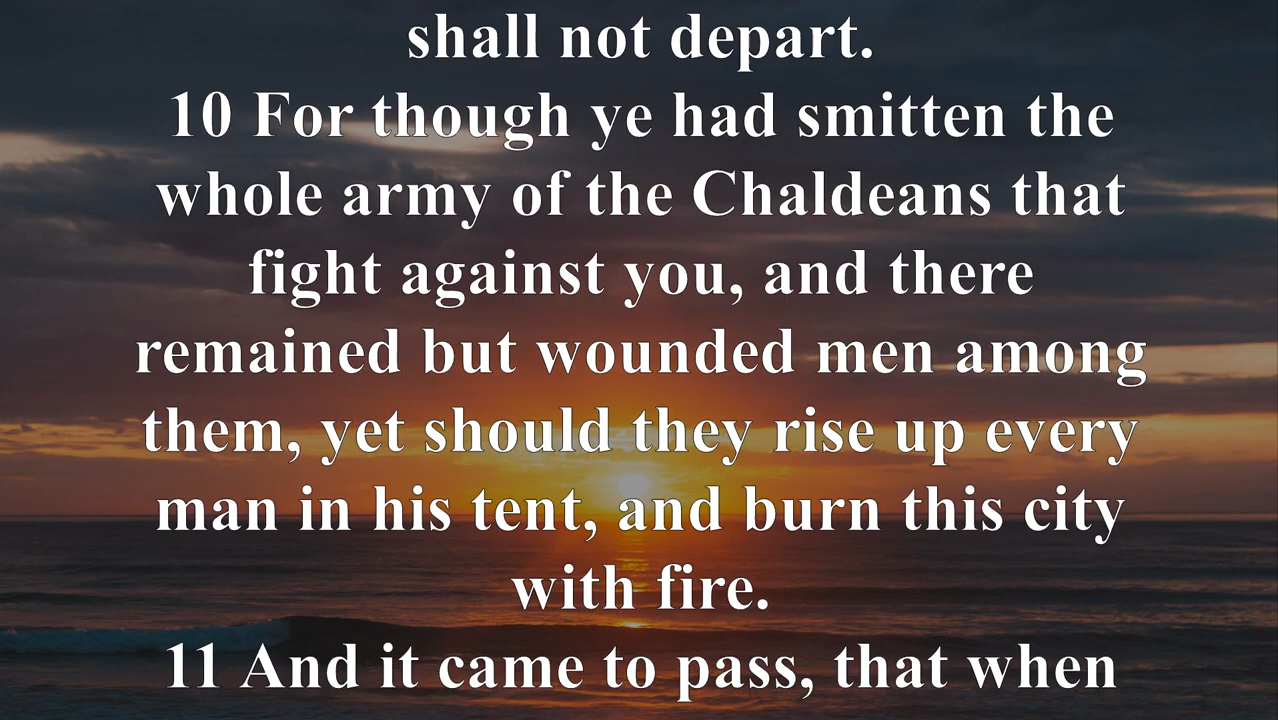 shall not depart.
10 For though ye had smitten the
whole army of the Chaldeans that
fight against you, and there
remained but wounded men among
them, yet should they rise up every
man in his tent, and burn this city
with fire.
11 And it came to pass, that when